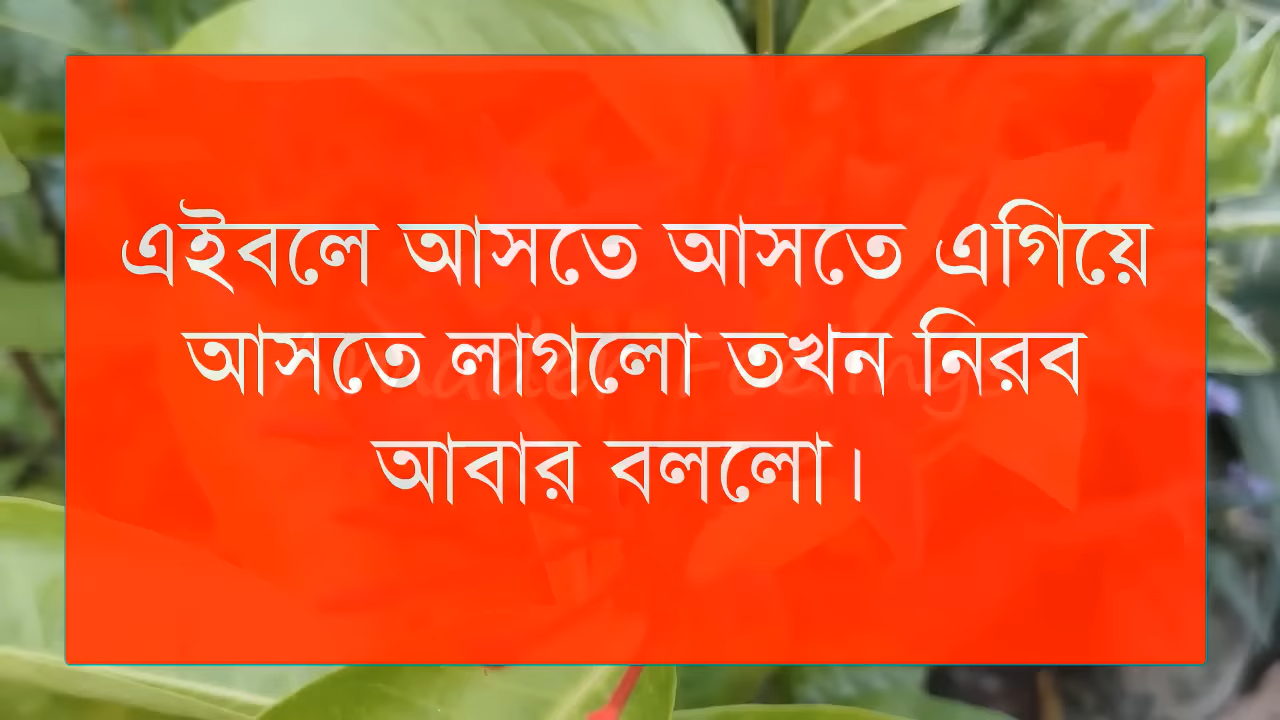 এইবলে আসতে আসতে এগিয়ে
আসতে লাগলো তখন নিরব
আবার বললো।